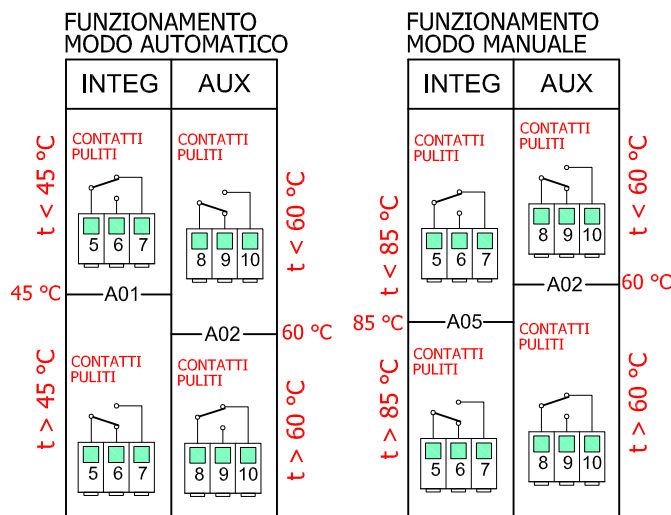 FUNZIONAMENTO
MODO AUTOMATICO
INTEG
AUX
t < 45 °C
CONTATTI
PULITI
5 6 7
CONTATTI
PULITI
8 9 10
t < 60 °C
45 °C
A01
A02
60 °C
t > 45 °C
CONTATTI
PULITI
5 6 7
CONTATTI
PULITI
8 9 10
t > 60 °C
FUNZIONAMENTO
MODO MANUALE
INTEG
AUX
t < 85 °C
CONTATTI
PULITI
5 6 7
CONTATTI
PULITI
8 9 10
t < 60 °C
A02
60 °C
85 °C
A05
t > 85 °C
CONTATTI
PULITI
5 6 7
CONTATTI
PULITI
8 9 10
t > 60 °C